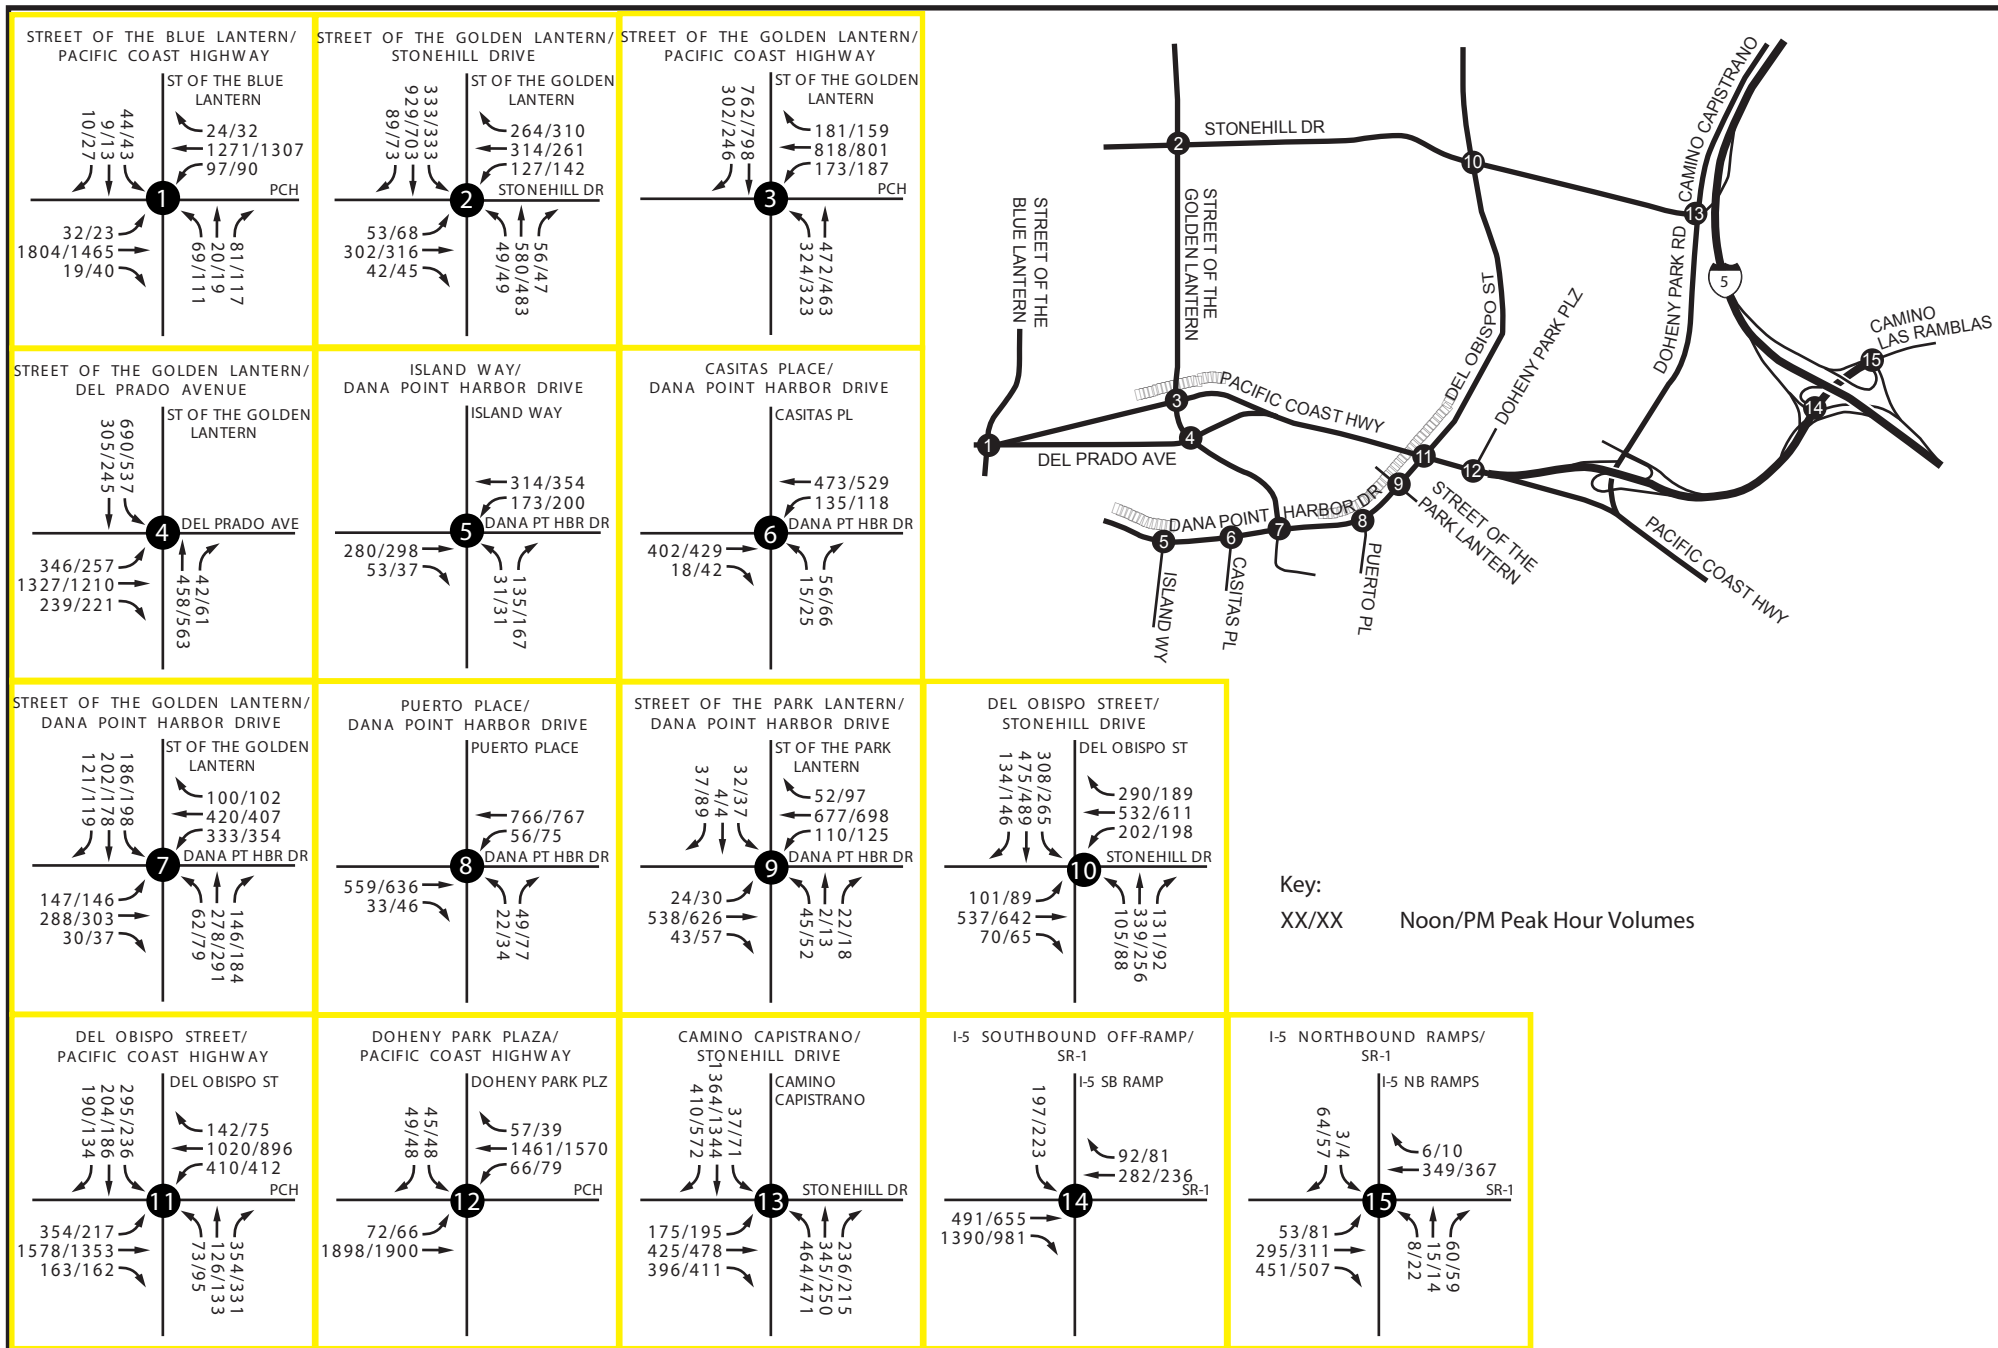 STREET OF THE BLUE LANTERN/
PACIFIC COAST HIGHWAY
ST OF THE BLUE
LANTERN
44/43
9/13
10/27
24/32
1271/1307
97/90
PCH
1
32/23
1804/1465
19/40
69/111
20/19
81/117
STREET OF THE GOLDEN LANTERN/
STONEHILL DRIVE
ST OF THE GOLDEN
LANTERN
333/333
929/703
89/73
264/310
314/261
127/142
STONEHILL DR
2
53/68
302/316
42/45
49/49
580/483
56/47
STREET OF THE GOLDEN LANTERN/
PACIFIC COAST HIGHWAY
ST OF THE GOLDEN
LANTERN
762/798
302/246
181/159
818/801
173/187
PCH
3
324/323
472/463
STREET OF THE GOLDEN LANTERN/
DEL PRADO AVENUE
ST OF THE GOLDEN
LANTERN
690/537
305/245
4
DEL PRADO AVE
346/257
1327/1210
239/221
458/563
42/61
ISLAND WAY/
DANA POINT HARBOR DRIVE
ISLAND WAY
314/354
173/200
DANA PT HBR DR
5
280/298
53/37
31/31
135/167
CASITAS PLACE/
DANA POINT HARBOR DRIVE
CASITAS PL
473/529
135/118
DANA PT HBR DR
6
402/429
18/42
15/25
56/66
STREET OF THE GOLDEN LANTERN/
DANA POINT HARBOR DRIVE
ST OF THE GOLDEN
LANTERN
186/198
202/178
121/119
100/102
420/407
333/354
DANA PT HBR DR
7
147/146
288/303
30/37
62/79
278/291
146/184
PUERTO PLACE/
DANA POINT HARBOR DRIVE
PUERTO PLACE
766/767
56/75
DANA PT HBR DR
8
559/636
33/46
22/34
49/77
STREET OF THE PARK LANTERN/
DANA POINT HARBOR DRIVE
ST OF THE PARK
LANTERN
32/37
4/4
37/89
52/97
677/698
110/125
DANA PT HBR DR
9
24/30
538/626
43/57
45/52
2/13
22/18
DEL OBISPO STREET/
STONEHILL DRIVE
DEL OBISPO ST
308/265
475/489
134/146
290/189
532/611
202/198
STONEHILL DR
10
101/89
537/642
70/65
105/88
339/256
131/92
DEL OBISPO STREET/
PACIFIC COAST HIGHWAY
DEL OBISPO ST
295/236
204/186
190/134
142/75
1020/896
410/412
PCH
11
354/217
1578/1353
163/162
73/95
126/133
354/331
DOHENY PARK PLAZA/
PACIFIC COAST HIGHWAY
DOHENY PARK PLZ
45/48
49/48
57/39
1461/1570
66/79
PCH
12
72/66
1898/1900
CAMINO CAPISTRANO/
STONEHILL DRIVE
CAMINO
CAPISTRANO
37/71
1364/1344
410/572
STONEHILL DR
13
175/195
425/478
396/411
464/471
345/250
236/215
I-5 SOUTHBOUND OFF-RAMP/
SR-1
I-5 SB RAMP
197/223
92/81
282/236
SR-1
14
491/655
1390/981
I-5 NORTHBOUND RAMPS/
SR-1
I-5 NB RAMPS
3/4
64/57
6/10
349/367
SR-1
15
53/81
295/311
451/507
8/22
15/14
60/59
STREET OF THE
BLUE LANTERN
STREET OF THE
GOLDEN LANTERN
STONEHILL DR
DEL OBISPO ST
DOHENY PARK PLZ
DOHENY PARK RD
CAMINO CAPISTRANO
5
CAMINO
LAS RAMBLAS
PACIFIC COAST HWY
DEL PRADO AVE
DANA POINT HARBOR DR
STREET OF THE
PARK LANTERN
PACIFIC COAST HWY
ISLAND WY
CASITAS PL
PUERTO PL
1
2
3
4
5
6
7
8
9
10
11
12
13
14
15
Key:
XX/XX Noon/PM Peak Hour Volumes